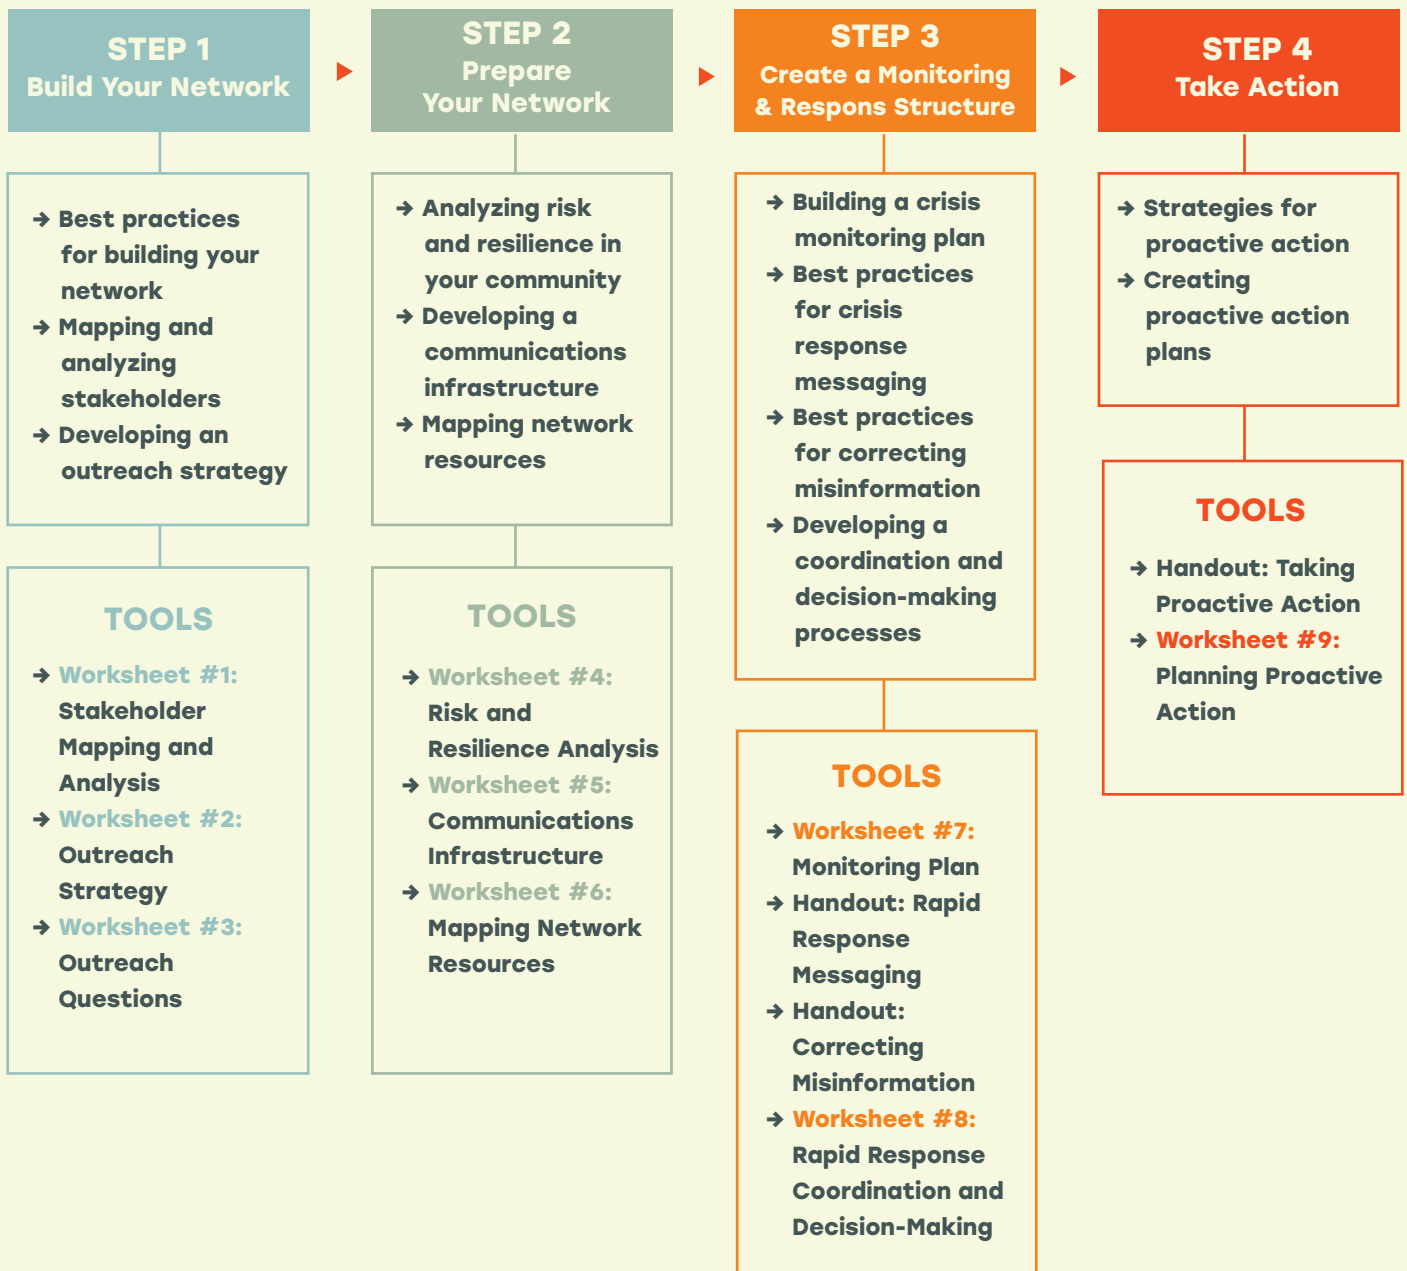 STEP 1
Build Your Network
→ Best practices
for building your
network
→ Mapping and
analyzing
stakeholders
→ Developing an
outreach strategy
TOOLS
→ Worksheet #1:
Stakeholder
Mapping and
Analysis
→ Worksheet #2:
Outreach
Strategy
→ Worksheet #3:
Outreach
Questions
STEP 2
Prepare
Your Network
→ Analyzing risk
and resilience in
your community
→ Developing a
communications
infrastructure
→ Mapping network
resources
TOOLS
→ Worksheet #4:
Risk and
Resilience Analysis
→ Worksheet #5:
Communications
Infrastructure
→ Worksheet #6:
Mapping Network
Resources
STEP 3
Create a Monitoring
& Respons Structure
→ Building a crisis
monitoring plan
→ Best practices
for crisis
response
messaging
→ Best practices
for correcting
misinformation
→ Developing a
coordination and
decision-making
processes
TOOLS
→ Worksheet #7:
Monitoring Plan
→ Handout: Rapid
Response
Messaging
→ Handout:
Correcting
Misinformation
→ Worksheet #8:
Rapid Response
Coordination and
Decision-Making
STEP 4
Take Action
→ Strategies for
proactive action
→ Creating
proactive action
plans
TOOLS
→ Handout: Taking
Proactive Action
→ Worksheet #9:
Planning Proactive
Action